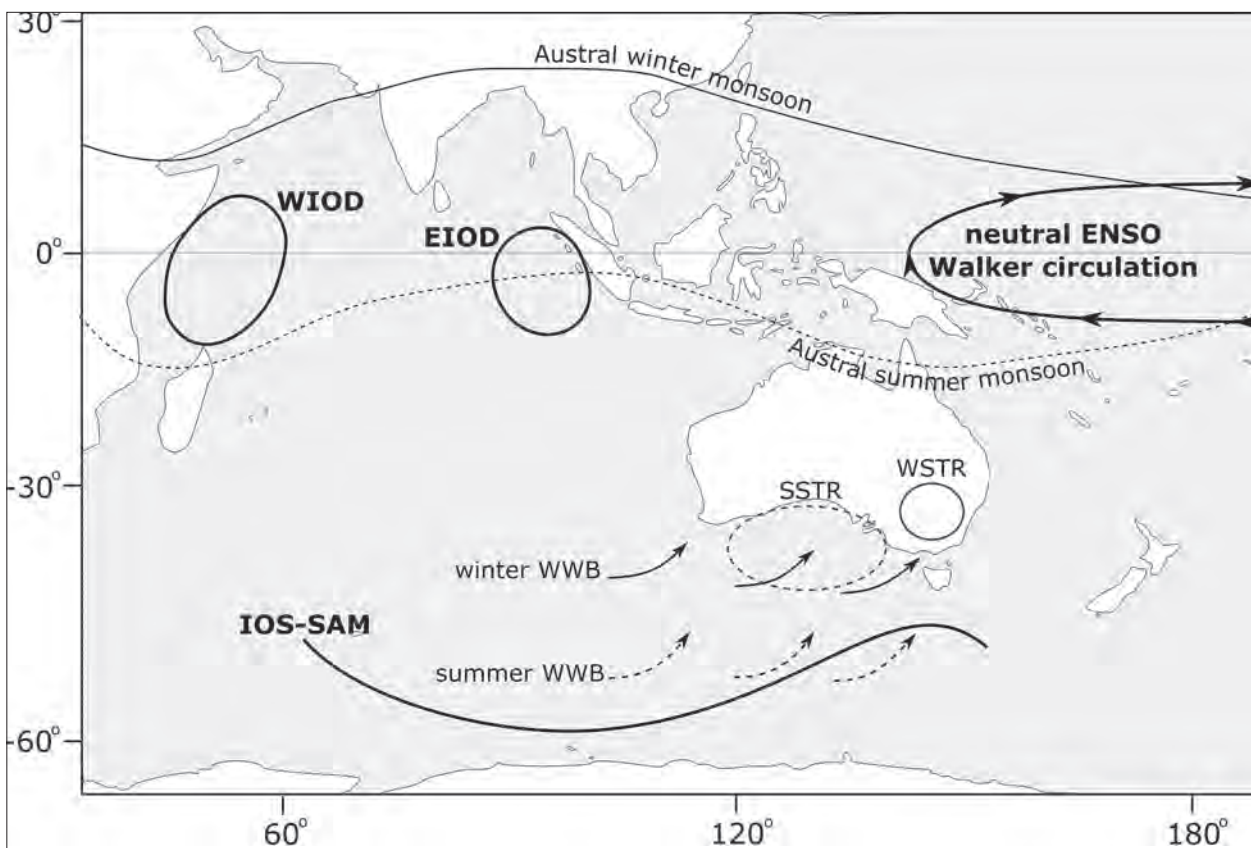 30°
Austral winter monsoon
WIOD
EIOD
0°
neutral ENSO
Walker circulation
Austral summer monsoon
-30°
SSTR
WSTR
winter WWB
IOS-SAM
summer WWB
-60°
60°
120°
180°